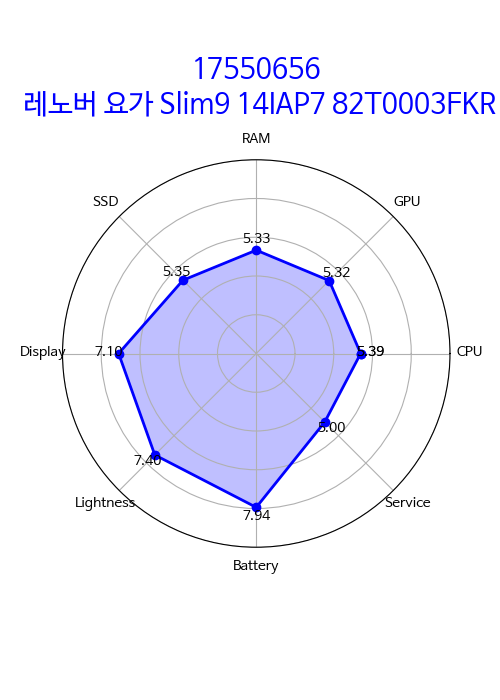 17550656
레노버 요가 Slim9 14IAP7 82T0003FKR
RAM
SSD
GPU
5.33
5.35
5.32
Display
7.10
5.39
CPU
5.00
7.40
Lightness
Service
7.94
Battery